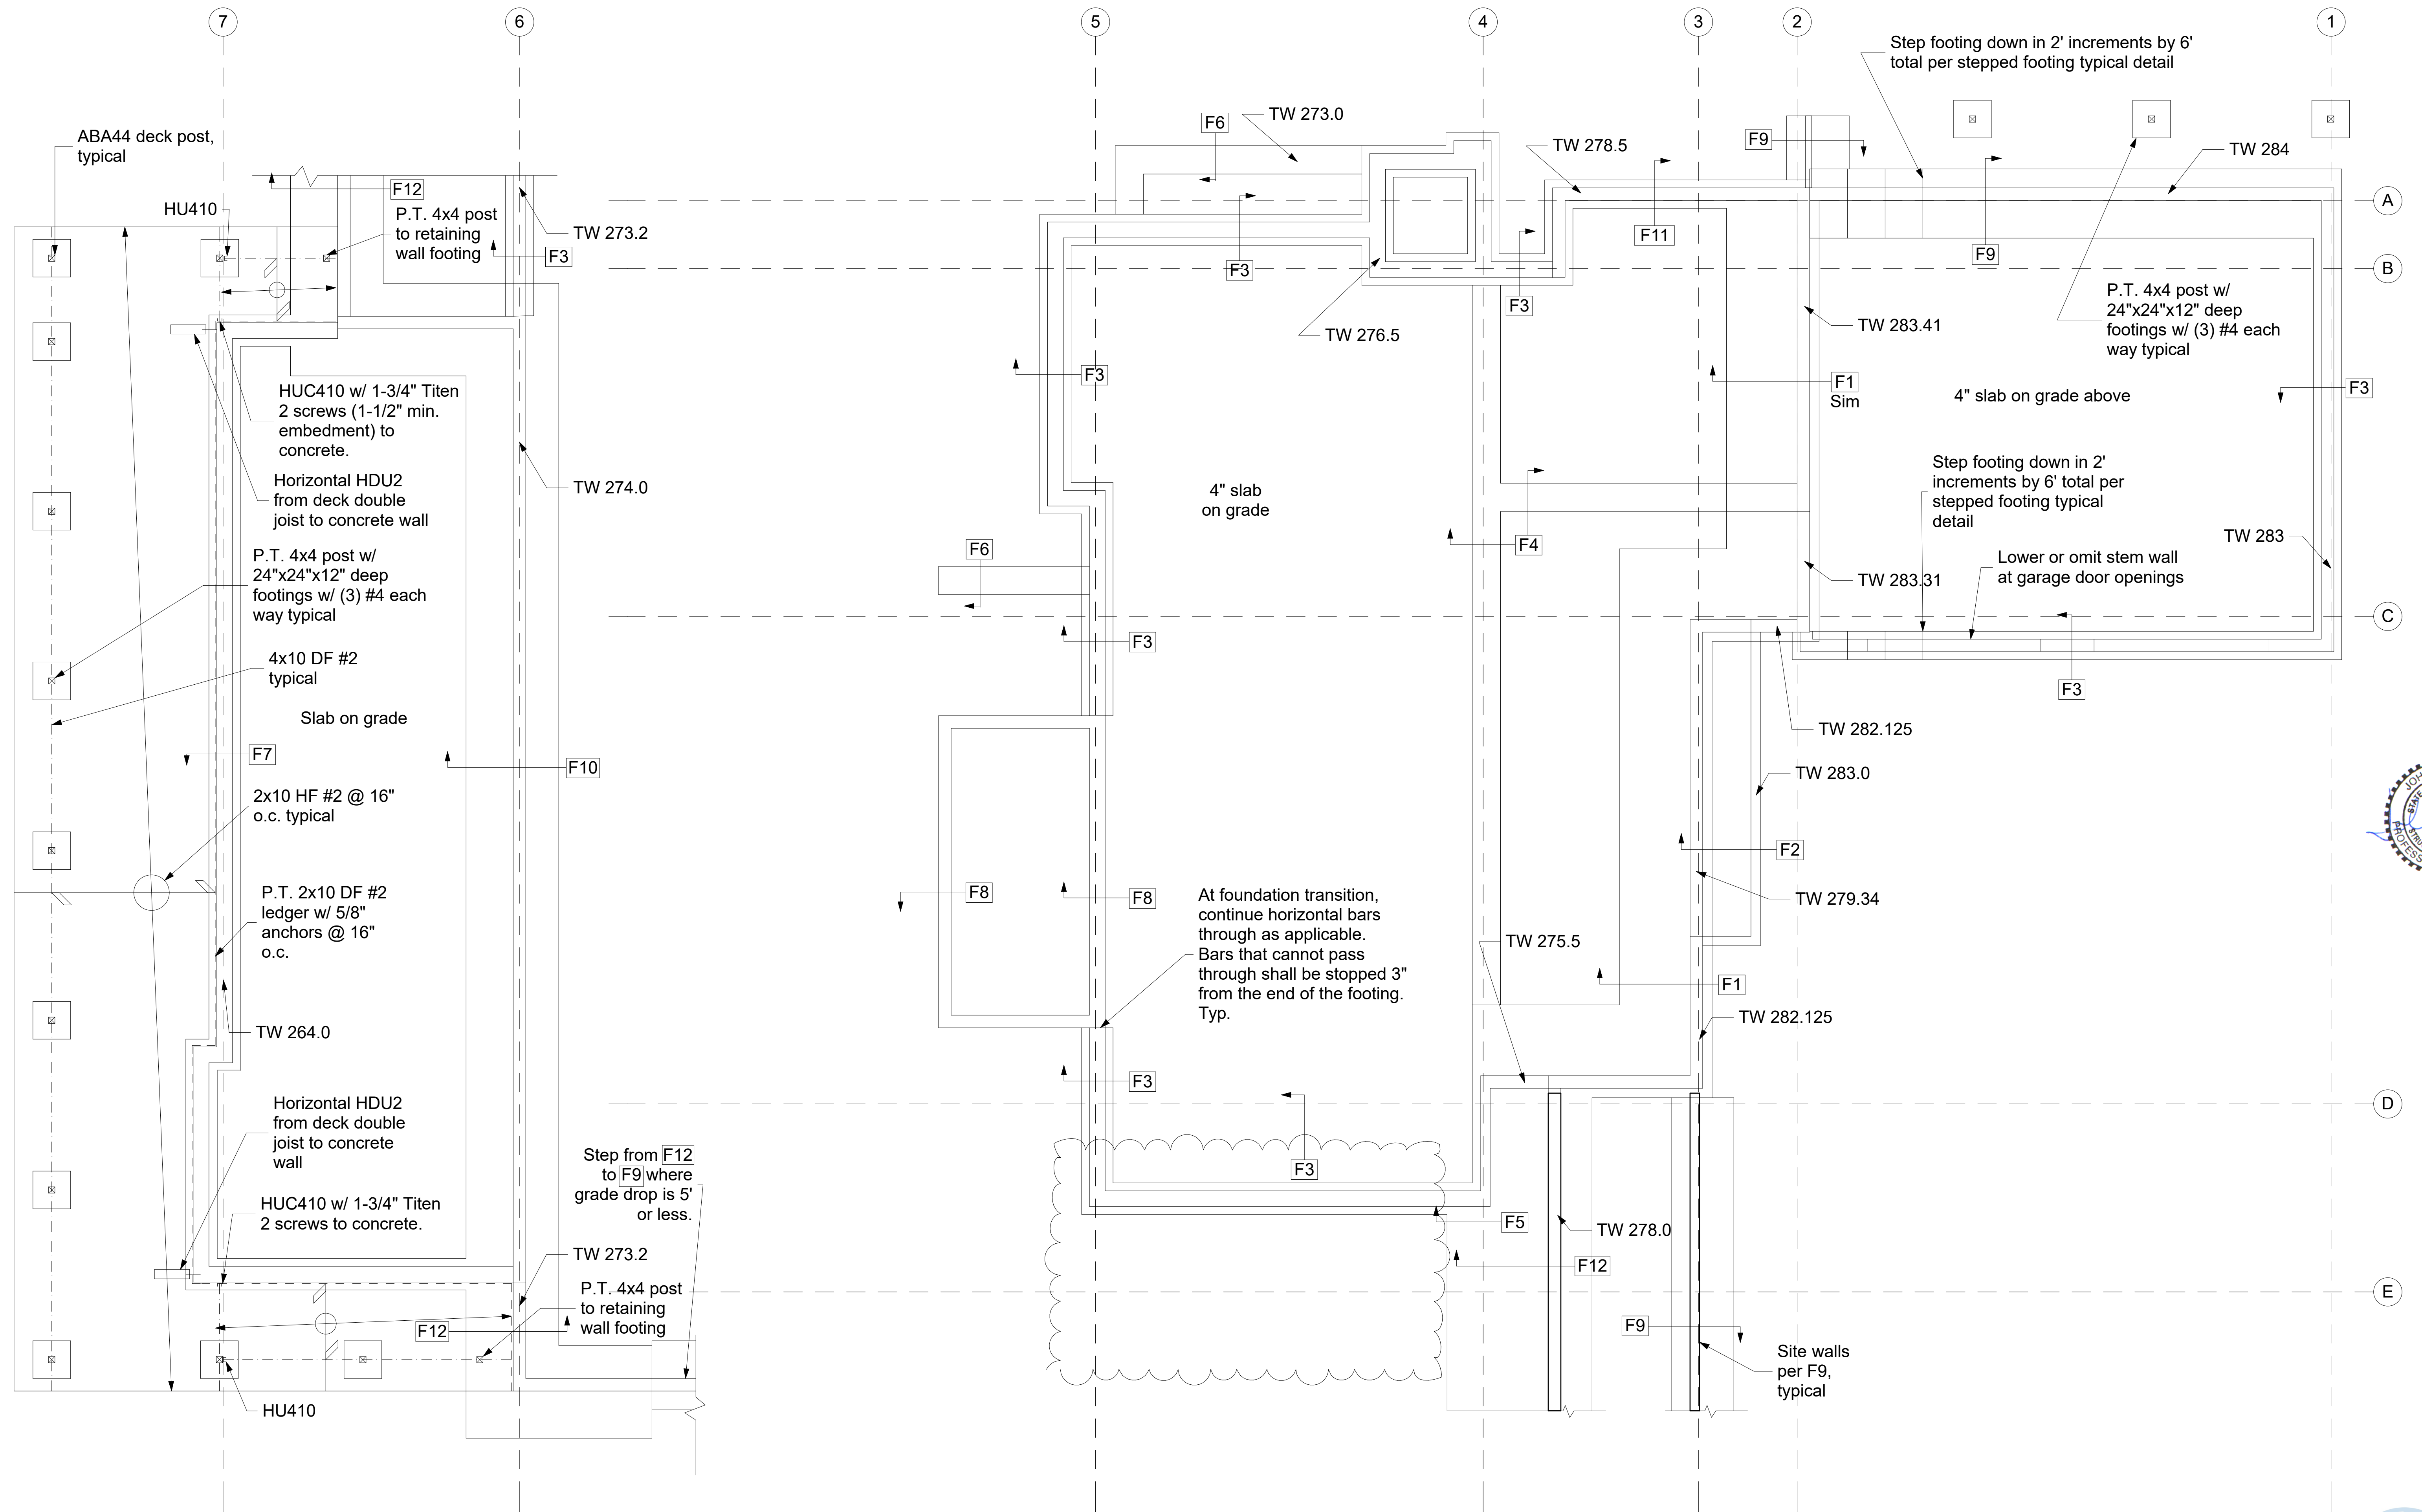 7
6
5
4
3
2
1
Step footing down in 2' increments by 6'
total per stepped footing typical detail
ABA44 deck post,
typical
F12
HU410
P.T. 4x4 post
to retaining
wall footing
TW 273.2
F3
F6
TW 273.0
TW 278.5
F9
TW 284
A
F11
F9
F3
B
F3
TW 276.5
TW 283.41
P.T. 4x4 post w/
24"x24"x12" deep
footings w/ (3) #4 each
way typical
F3
F1
Sim
4" slab on grade above
F3
HUC410 w/ 1-3/4" Titen
2 screws (1-1/2" min.
embedment) to
concrete.
Horizontal HDU2
from deck double
joist to concrete wall
TW 274.0
4" slab
on grade
Step footing down in 2'
increments by 6' total per
stepped footing typical
detail
TW 283
P.T. 4x4 post w/
24"x24"x12" deep
footings w/ (3) #4 each
way typical
F6
F4
TW 283.31
Lower or omit stem wall
at garage door openings
C
4x10 DF #2
typical
F3
F3
Slab on grade
TW 282.125
F7
F10
TW 283.0
2x10 HF #2 @ 16"
o.c. typical
F2
P.T. 2x10 DF #2
ledger w/ 5/8"
anchors @ 16"
o.c.
F8
F8
At foundation transition,
continue horizontal bars
through as applicable.
Bars that cannot pass
through shall be stopped 3"
from the end of the footing.
Typ.
TW 279.34
TW 275.5
F1
TW 282.125
TW 264.0
F3
D
Horizontal HDU2
from deck double
joist to concrete
wall
Step from F12
to F9 where
grade drop is 5'
or less.
F3
HUC410 w/ 1-3/4" Titen
2 screws to concrete.
F5
TW 278.0
TW 273.2
F12
P.T. 4x4 post
to retaining
wall footing
E
F12
F9
Site walls
per F9,
typical
HU410